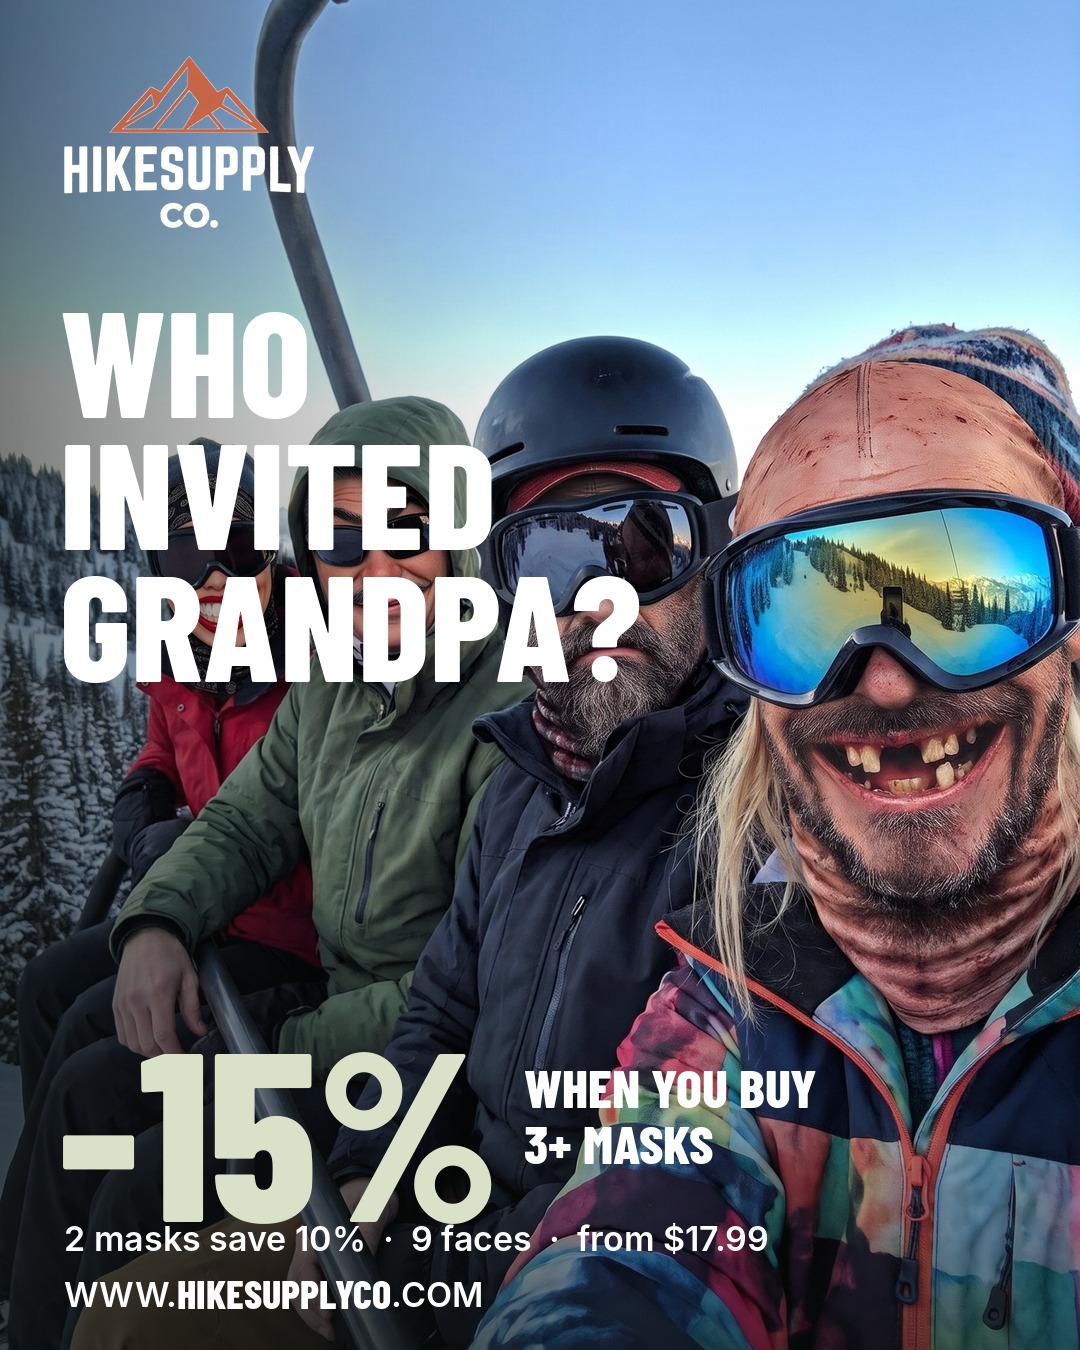 HIKESUPPLY
CO.
WHO
INVITED
GRANDPA?
-15%
WHEN YOU BUY
3+ MASKS
2 masks save 10% · 9 faces · from $17.99
WWW.HIKESUPPLYCO.COM